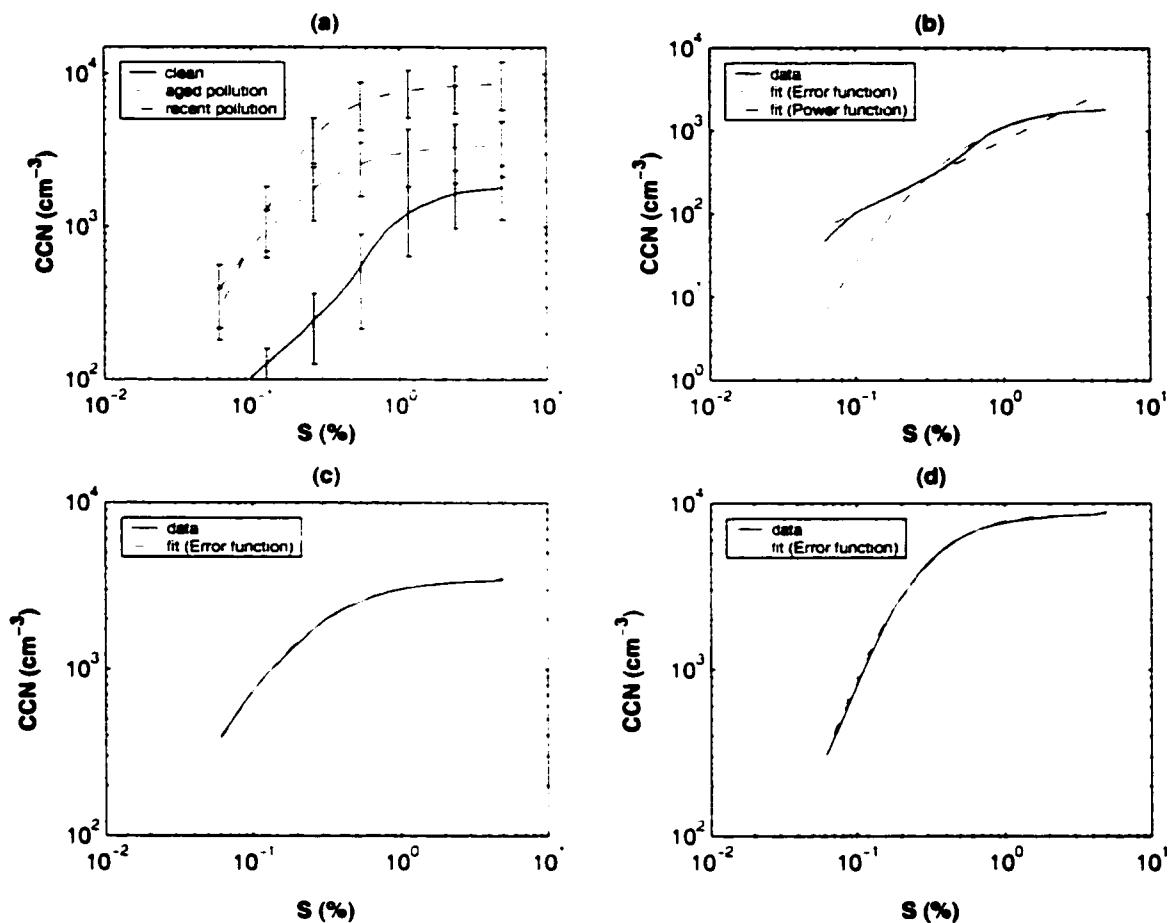 (a)
CCN (cm⁻³)
10⁴
10³
10²
clean
aged pollution
recent pollution
10⁻²
10⁻¹
10⁰
10¹
S (%)
(b)
CCN (cm⁻³)
10⁴
10³
10²
10¹
10⁰
data
fit (Error function)
fit (Power function)
10⁻²
10⁻¹
10⁰
10¹
S (%)
(c)
CCN (cm⁻³)
10⁴
10³
10²
data
fit (Error function)
10⁻²
10⁻¹
10⁰
10¹
S (%)
(d)
CCN (cm⁻³)
10⁴
10³
10²
data
fit (Error function)
10⁻²
10⁻¹
10⁰
10¹
S (%)